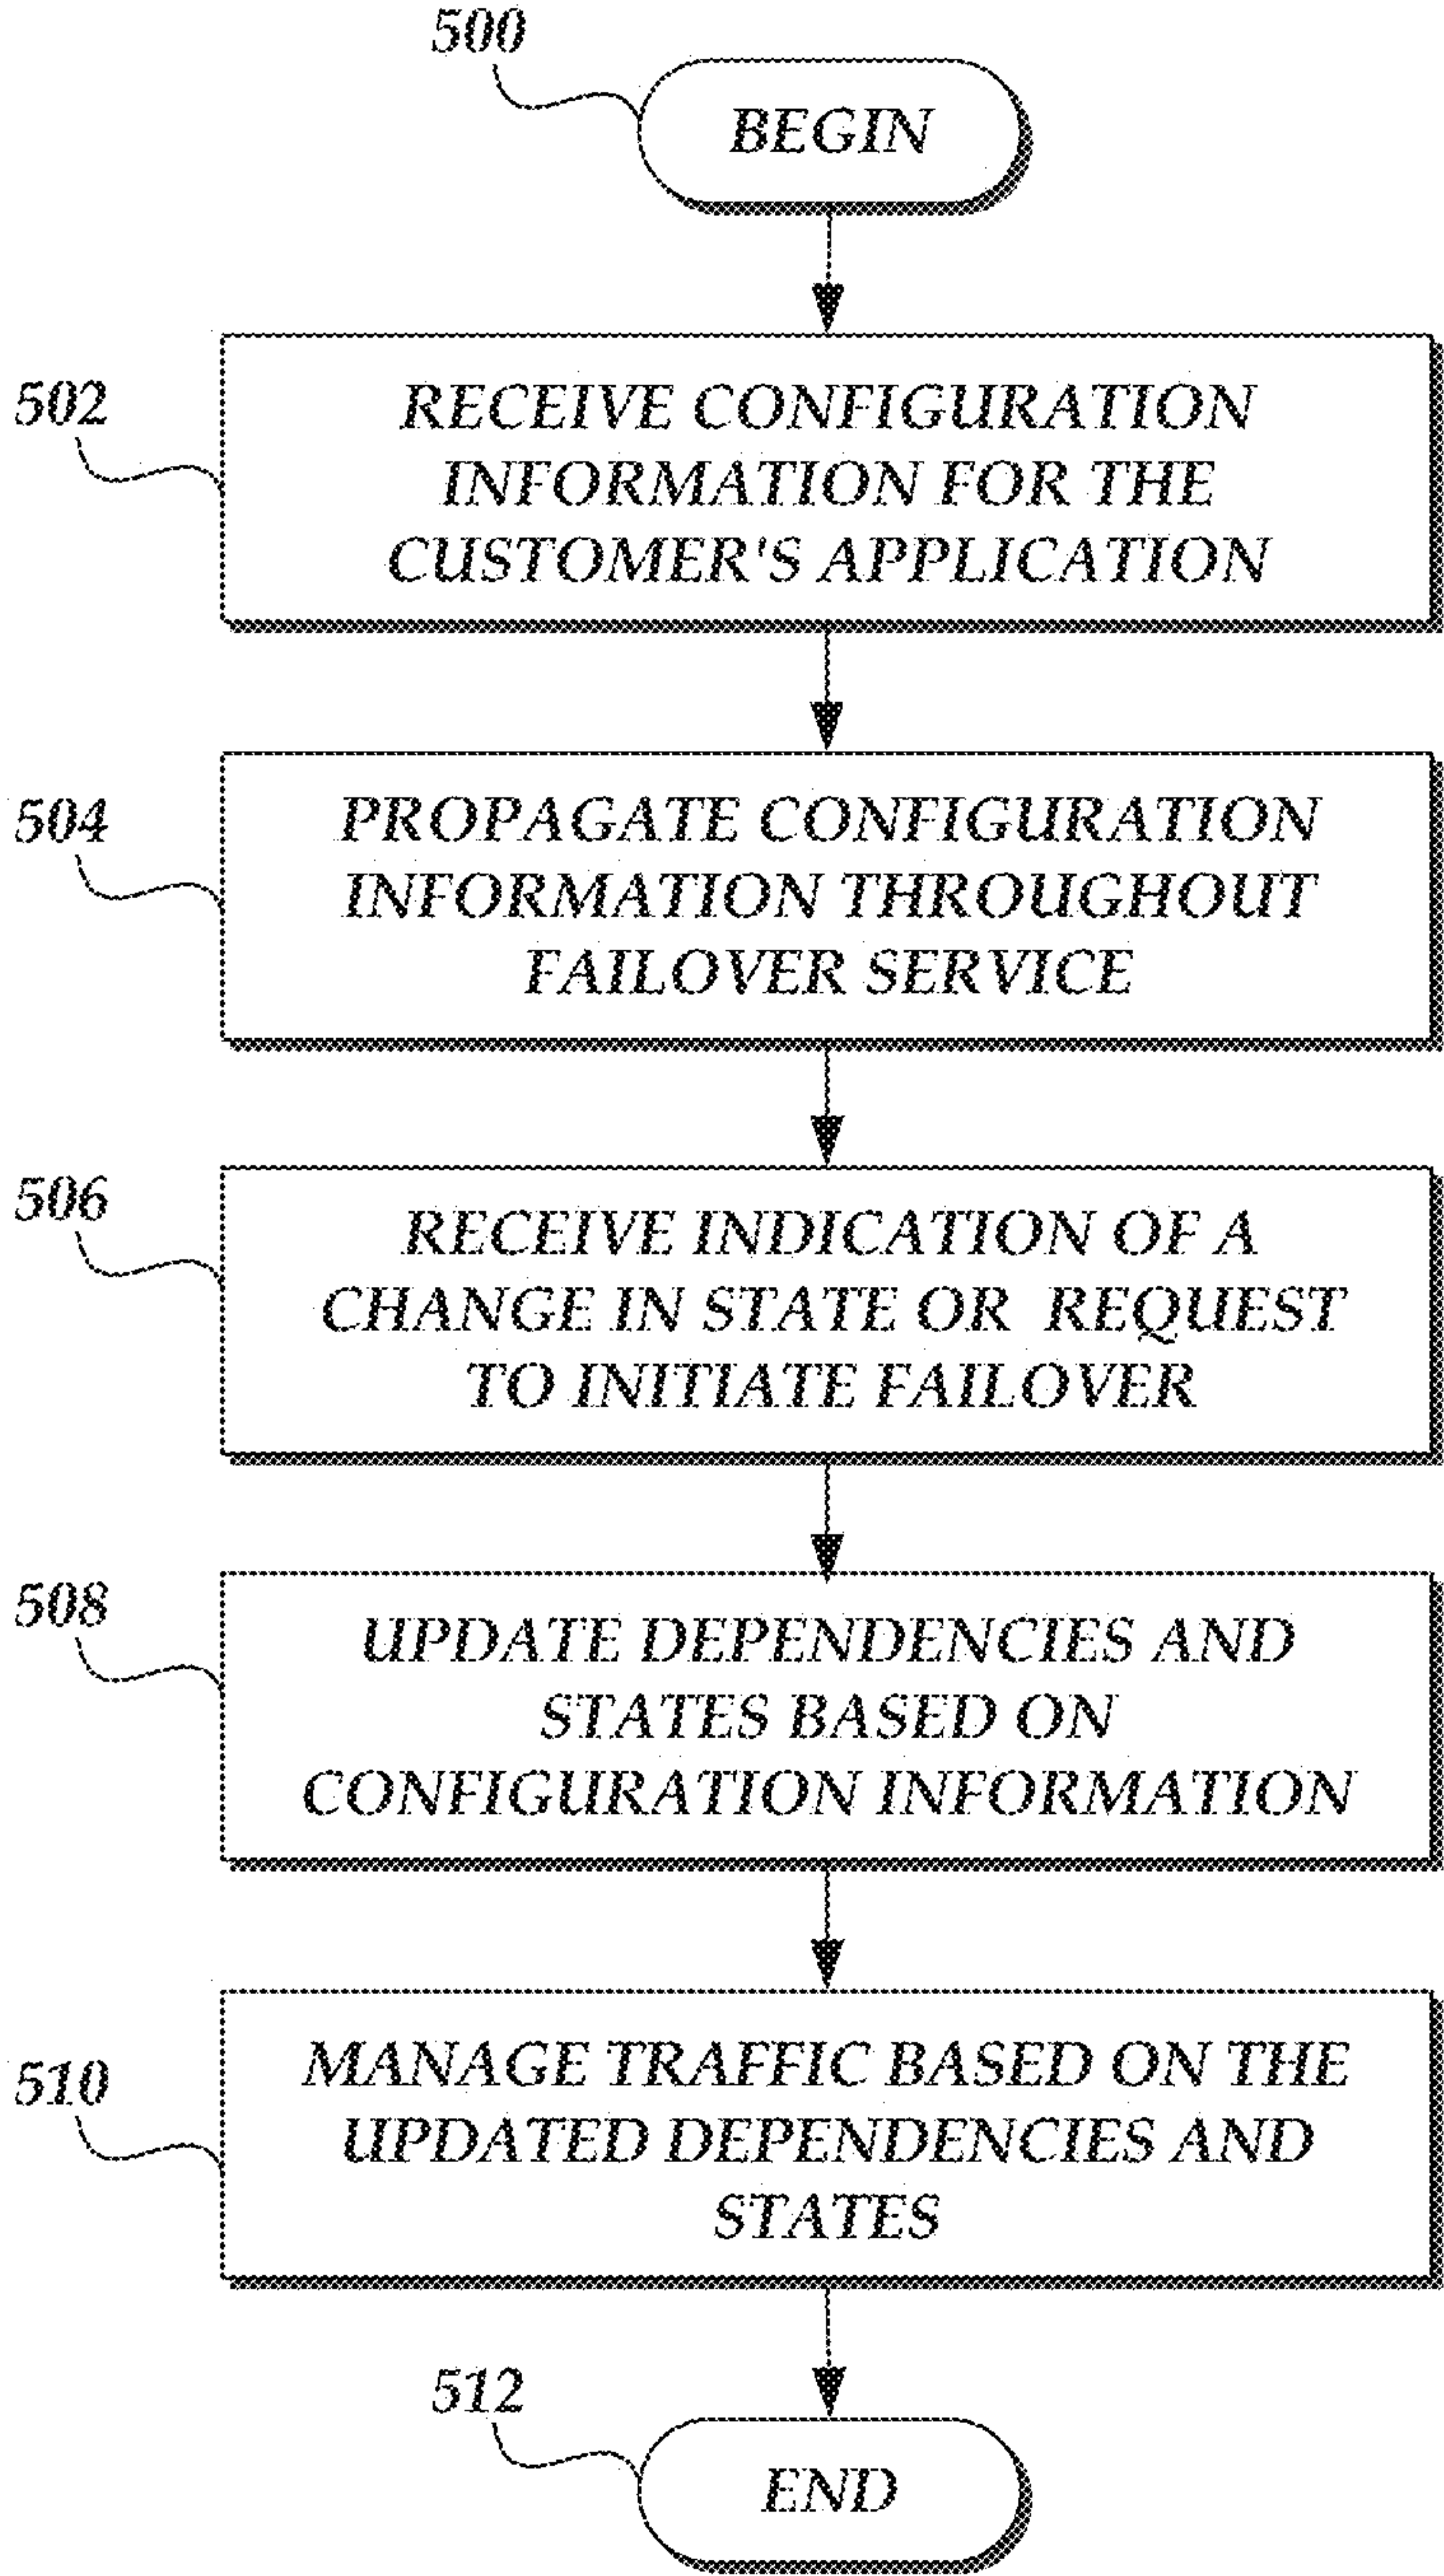 500
BEGIN
502
RECEIVE CONFIGURATION
INFORMATION FOR THE
CUSTOMER'S APPLICATION
504
PROPAGATE CONFIGURATION
INFORMATION THROUGHOUT
FAILOVER SERVICE
506
RECEIVE INDICATION OF A
CHANGE IN STATE OR REQUEST
TO INITIATE FAILOVER
508
UPDATE DEPENDENCIES AND
STATES BASED ON
CONFIGURATION INFORMATION
510
MANAGE TRAFFIC BASED ON THE
UPDATED DEPENDENCIES AND
STATES
512
END